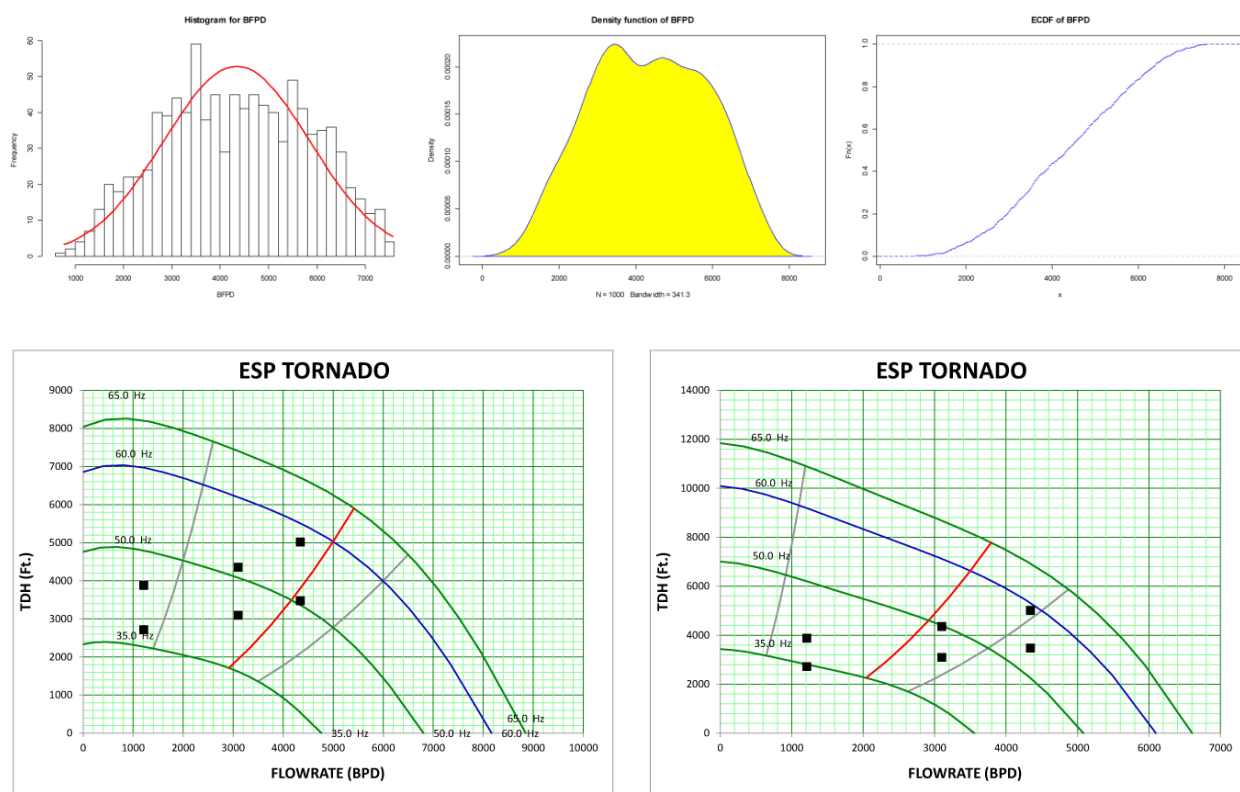 Histogram for BFPD
Frequency
0 10 20 30 40 50 60
1000 2000 3000 4000 5000 6000 7000
BFPD
Density function of BFPD
Density
0.00000 0.00005 0.00010 0.00015 0.00020
0 2000 4000 6000 8000
N = 1000 Bandwidth = 341.3
ECDF of BFPD
Fn(x)
0.0 0.2 0.4 0.6 0.8 1.0
0 2000 4000 6000 8000
x
ESP TORNADO
TDH (Ft.)
9000
8000
7000
6000
5000
4000
3000
2000
1000
0
65.0 Hz
60.0 Hz
50.0 Hz
35.0 Hz
65.0 Hz
35.0 Hz
50.0 Hz
60.0 Hz
0 1000 2000 3000 4000 5000 6000 7000 8000 9000 10000
FLOWRATE (BPD)
ESP TORNADO
TDH (Ft.)
14000
12000
10000
8000
6000
4000
2000
0
65.0 Hz
60.0 Hz
50.0 Hz
35.0 Hz
0 1000 2000 3000 4000 5000 6000 7000
FLOWRATE (BPD)